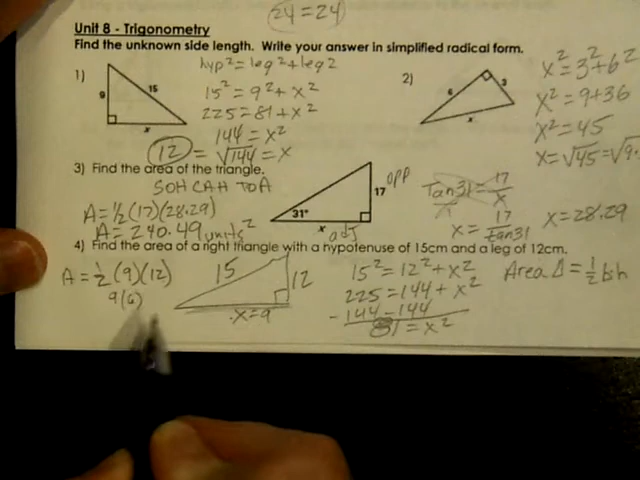 24 = 24
Unit 8 - Trigonometry
Find the unknown side length. Write your answer in simplified radical form.
1)
9
15
x
hyp² = leg² + leg²
15² = 9² + x²
225 = 81 + x²
144 = x²
12 = √144 = x
2)
6
3
x
x² = 3² + 6²
x² = 9 + 36
x² = 45
x = √45 = √9·
3) Find the area of the triangle.
SOH CAH TOA
A = ½ (17)(28.29)
A = 240.49 units²
31°
17 opp
x
adj
Tan 31 = 17/x
x = 17/Tan31
x = 28.29
4) Find the area of a right triangle with a hypotenuse of 15cm and a leg of 12cm.
A = ½ (9)(12)
9(6)
15
12
x = 9
15² = 12² + x²
225 = 144 + x²
- 144 - 144
81 = x²
Area Δ = ½ b·h